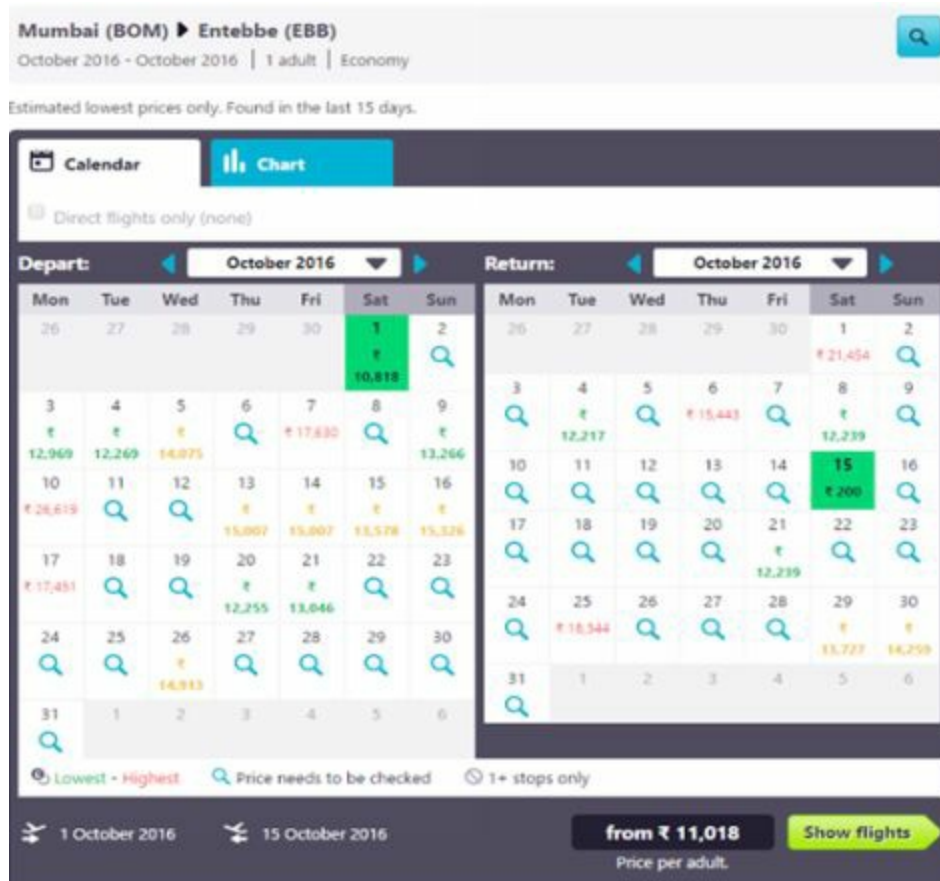 Mumbai (BOM) Entebbe (EBB)
October 2016 - October 2016 | 1 adult | Economy
Estimated lowest prices only. Found in the last 15 days.
Calendar
Chart
Direct flights only (none)
Depart:
October 2016
Mon Tue Wed Thu Fri Sat Sun
26 27 28 29 30 1 2
₹
10,818
3 4 5 6 7 8 9
₹ ₹ ₹ ₹ 17,630 ₹
12,969 12,269 14,075 13,266
10 11 12 13 14 15 16
₹ 26,619 ₹ ₹ ₹ ₹
15,007 15,007 13,578 15,326
17 18 19 20 21 22 23
₹ 17,451 ₹ ₹
12,255 13,046
24 25 26 27 28 29 30
₹
14,913
31 1 2 3 4 5 6
Return:
October 2016
Mon Tue Wed Thu Fri Sat Sun
26 27 28 29 30 1 2
₹ 21,454
3 4 5 6 7 8 9
₹ ₹ 15,443 ₹
12,217 12,239
10 11 12 13 14 15 16
₹ 200
17 18 19 20 21 22 23
₹
12,239
24 25 26 27 28 29 30
₹ ₹ ₹
14,259
31 1 2 3 4 5 6
Lowest - Highest
Price needs to be checked
1+ stops only
1 October 2016
15 October 2016
from ₹ 11,018
Price per adult.
Show flights